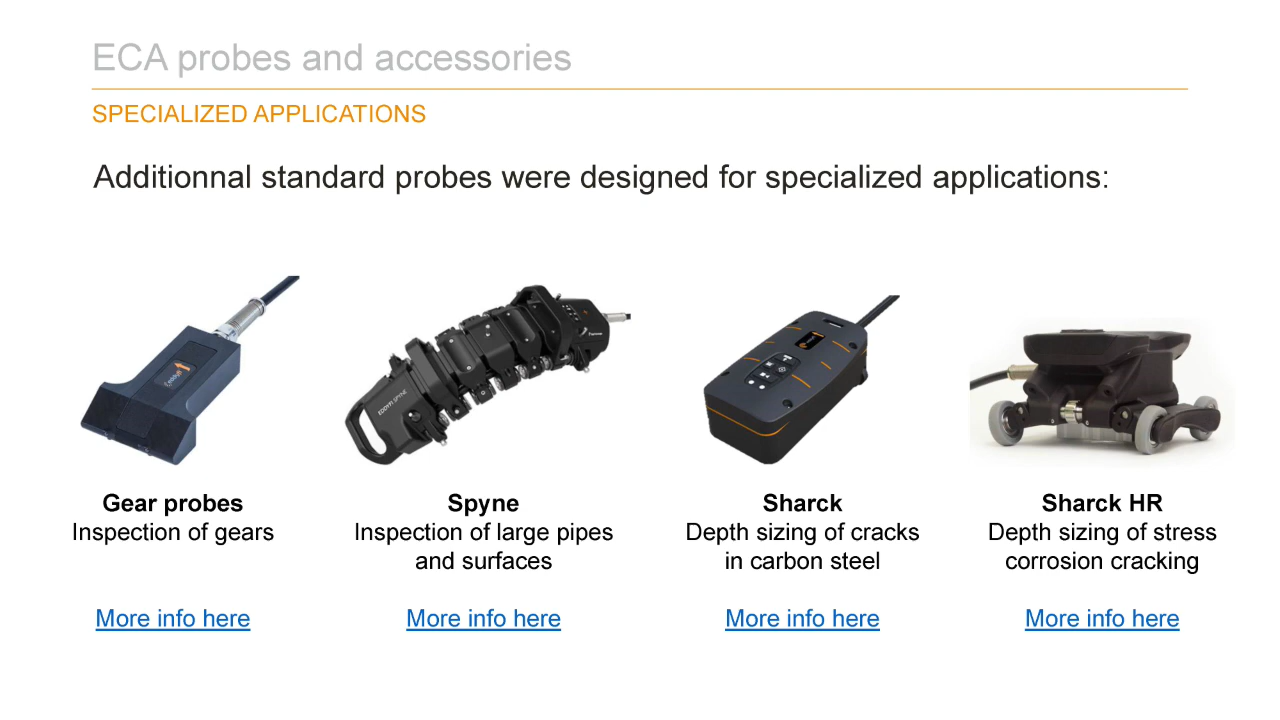 ECA probes and accessories
SPECIALIZED APPLICATIONS
Additionnal standard probes were designed for specialized applications:
EDDYFI SPYNE
Gear probes
Inspection of gears
More info here
Spyne
Inspection of large pipes
and surfaces
More info here
Sharck
Depth sizing of cracks
in carbon steel
More info here
Sharck HR
Depth sizing of stress
corrosion cracking
More info here